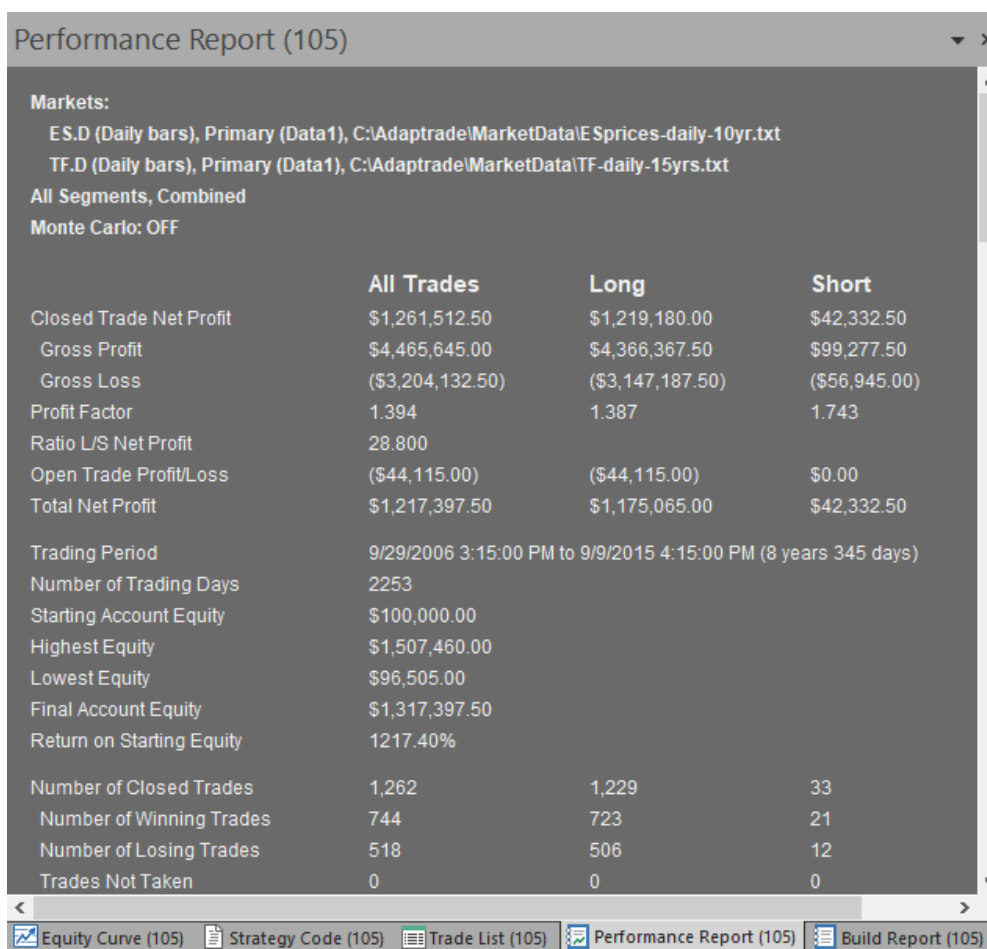 Performance Report (105)
Markets:
ES.D (Daily bars), Primary (Data1), C:\Adaptrade\MarketData\ESprices-daily-10yr.txt
TF.D (Daily bars), Primary (Data1), C:\Adaptrade\MarketData\TF-daily-15yrs.txt
All Segments, Combined
Monte Carlo: OFF
All Trades Long Short
Closed Trade Net Profit $1,261,512.50 $1,219,180.00 $42,332.50
Gross Profit $4,465,645.00 $4,366,367.50 $99,277.50
Gross Loss ($3,204,132.50) ($3,147,187.50) ($56,945.00)
Profit Factor 1.394 1.387 1.743
Ratio L/S Net Profit 28.800
Open Trade Profit/Loss ($44,115.00) ($44,115.00) $0.00
Total Net Profit $1,217,397.50 $1,175,065.00 $42,332.50
Trading Period 9/29/2006 3:15:00 PM to 9/9/2015 4:15:00 PM (8 years 345 days)
Number of Trading Days 2253
Starting Account Equity $100,000.00
Highest Equity $1,507,460.00
Lowest Equity $96,505.00
Final Account Equity $1,317,397.50
Return on Starting Equity 1217.40%
Number of Closed Trades 1,262 1,229 33
Number of Winning Trades 744 723 21
Number of Losing Trades 518 506 12
Trades Not Taken 0 0 0
Equity Curve (105) Strategy Code (105) Trade List (105) Performance Report (105) Build Report (105)